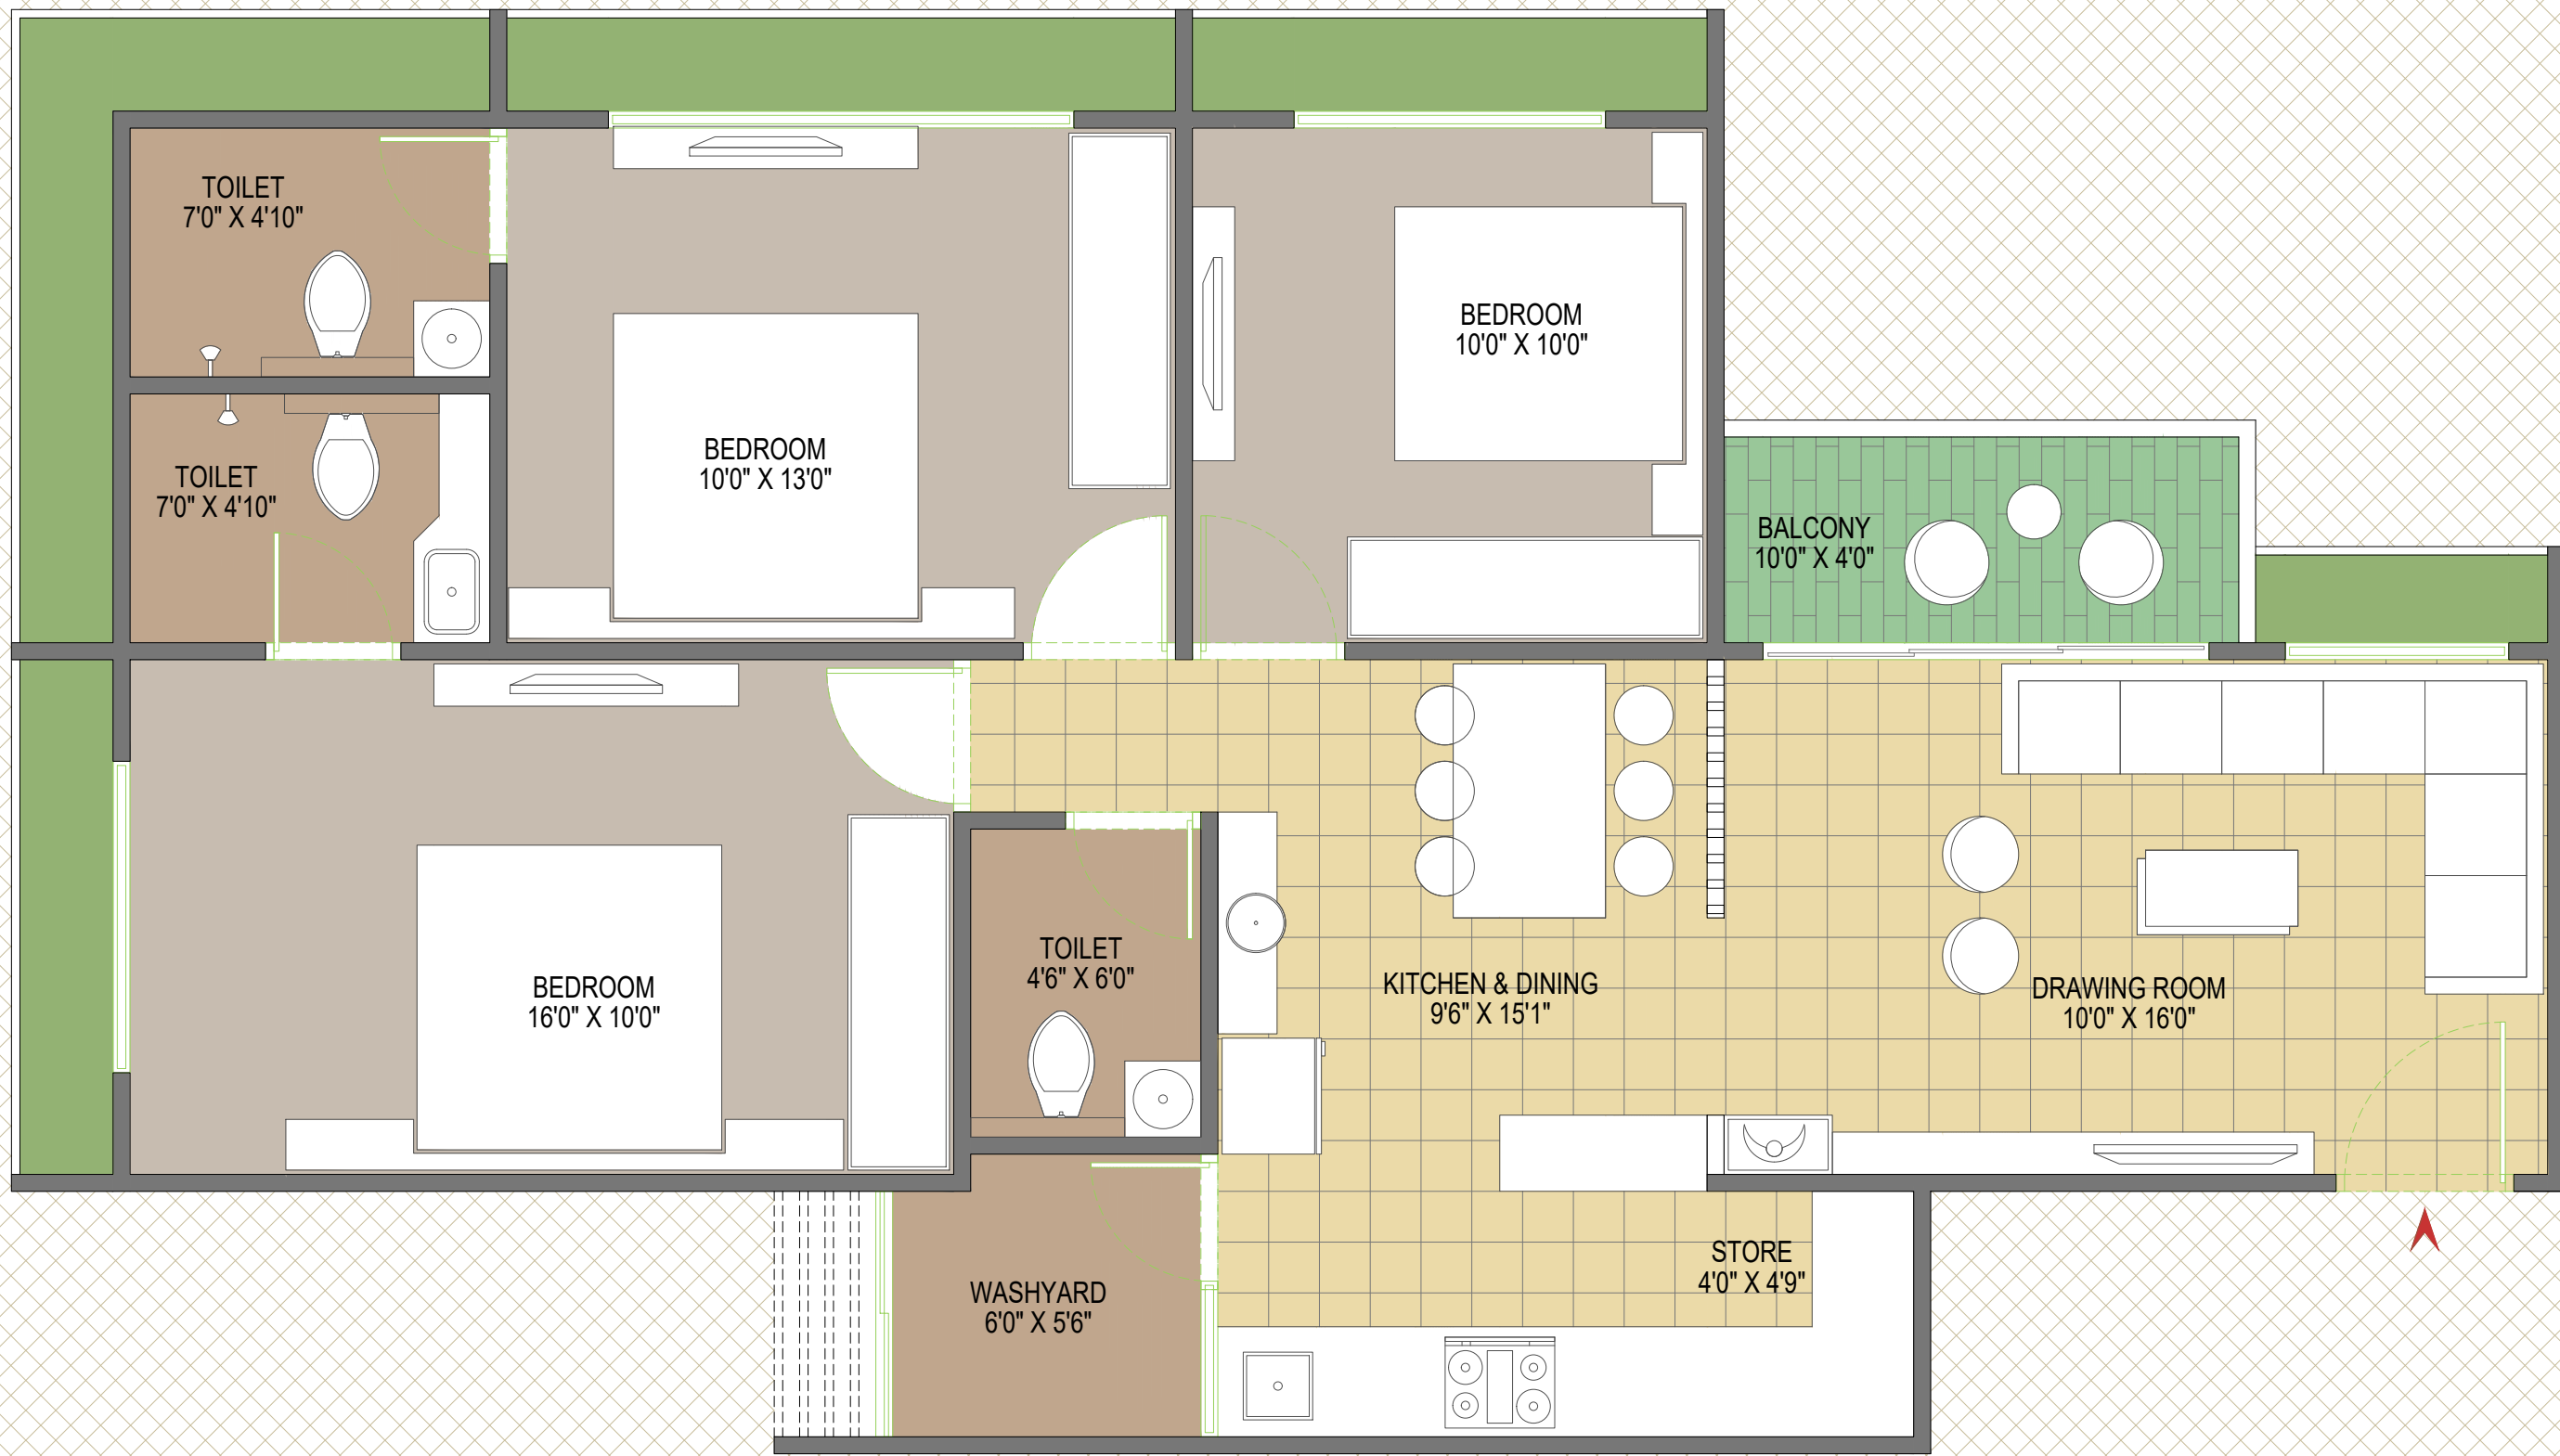 TOILET
7'0" X 4'10"
BEDROOM
10'0" X 13'0"
BEDROOM
10'0" X 10'0"
TOILET
7'0" X 4'10"
BALCONY
10'0" X 4'0"
BEDROOM
16'0" X 10'0"
TOILET
4'6" X 6'0"
KITCHEN & DINING
9'6" X 15'1"
DRAWING ROOM
10'0" X 16'0"
WASHYARD
6'0" X 5'6"
STORE
4'0" X 4'9"